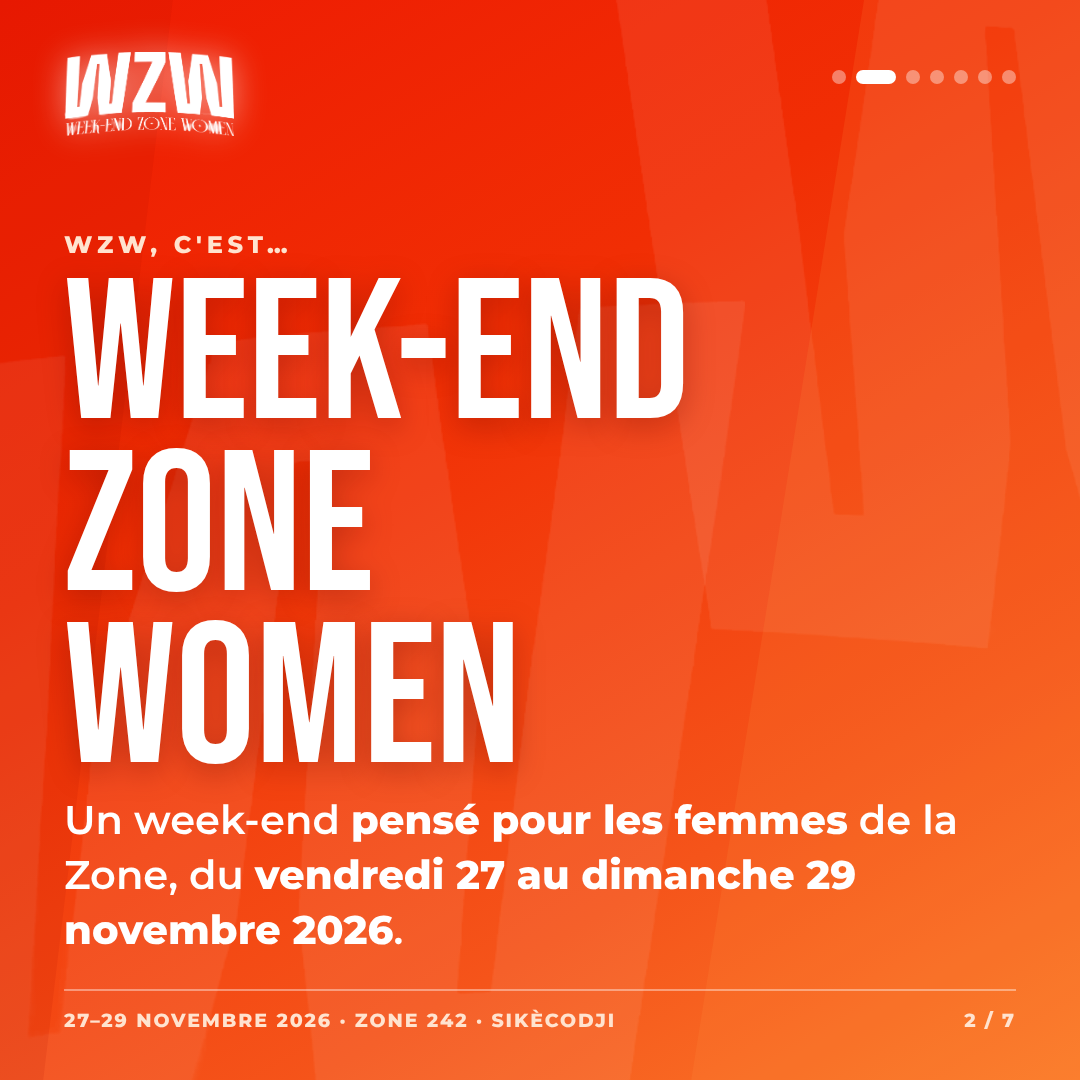 WZW
WEEK-END ZONE WOMEN
WZW, C'EST…
WEEK-END
ZONE
WOMEN
Un week-end pensé pour les femmes de la
Zone, du vendredi 27 au dimanche 29
novembre 2026.
27–29 NOVEMBRE 2026 • ZONE 242 • SIKÈCODJI
2 / 7